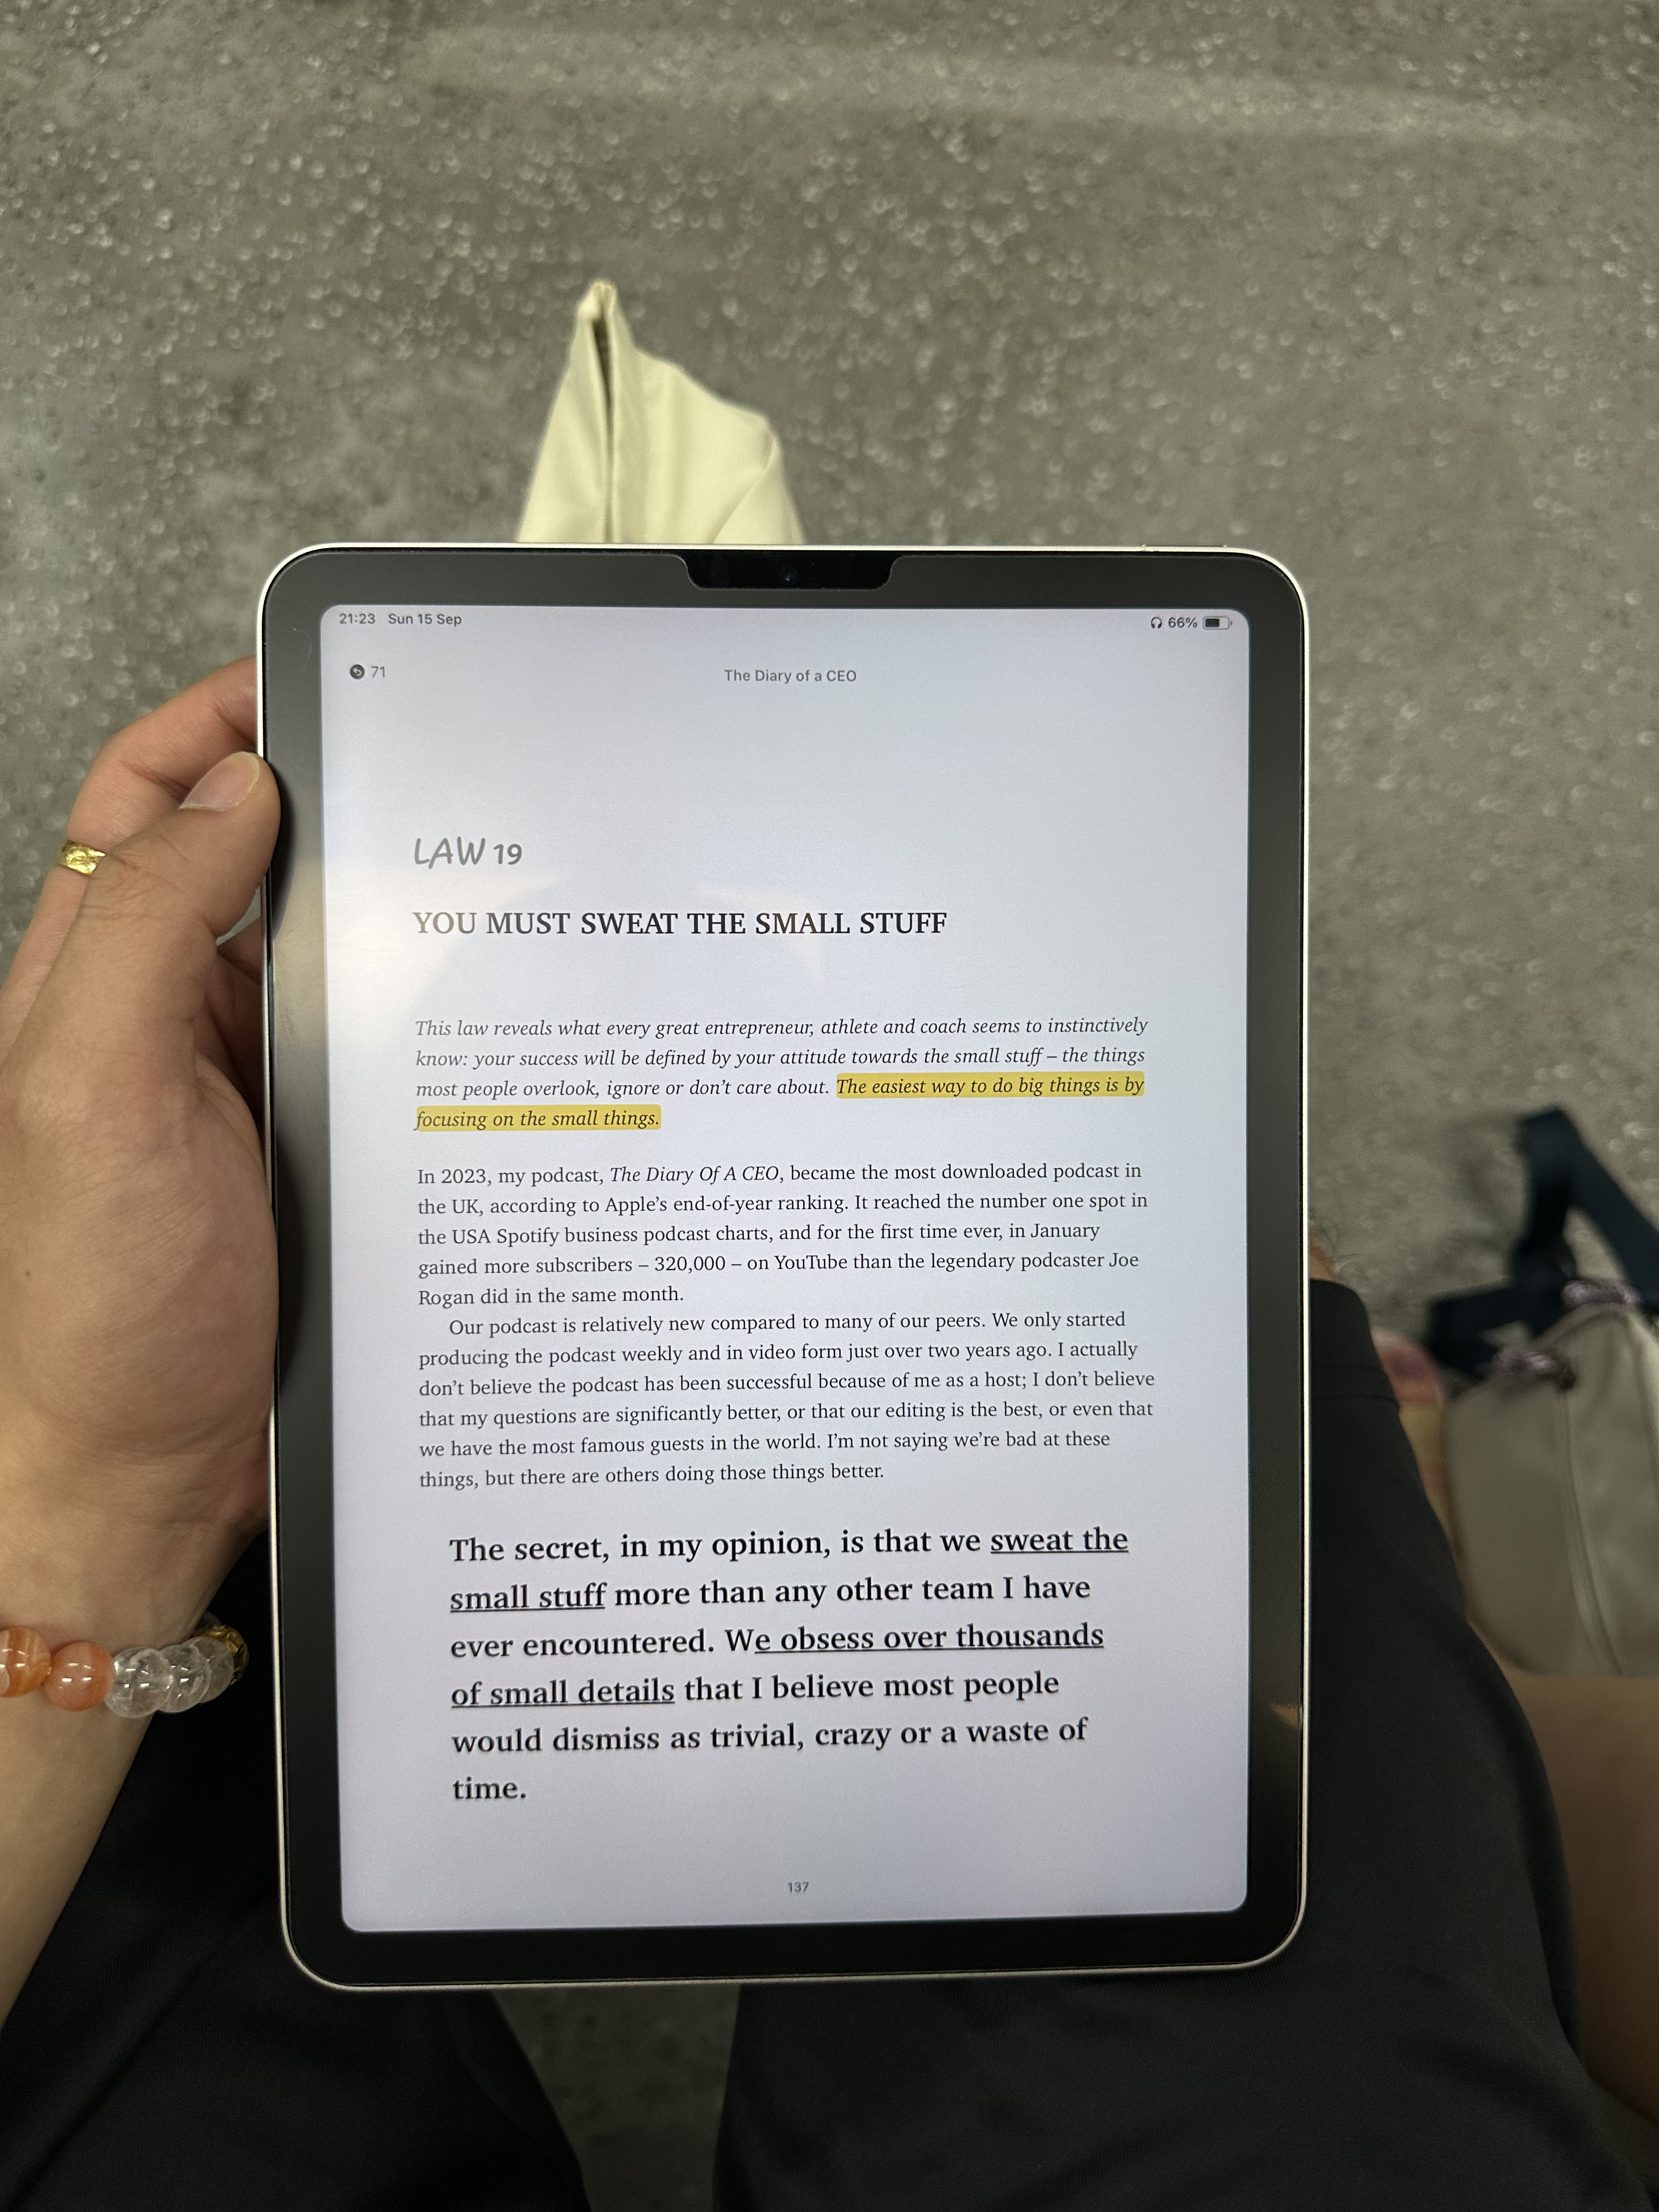 21:23 Sun 15 Sep
66%
71
The Diary of a CEO
LAW 19
YOU MUST SWEAT THE SMALL STUFF
This law reveals what every great entrepreneur, athlete and coach seems to instinctively
know: your success will be defined by your attitude towards the small stuff – the things
most people overlook, ignore or don't care about. The easiest way to do big things is by
focusing on the small things.
In 2023, my podcast, The Diary Of A CEO, became the most downloaded podcast in
the UK, according to Apple's end-of-year ranking. It reached the number one spot in
the USA Spotify business podcast charts, and for the first time ever, in January
gained more subscribers – 320,000 – on YouTube than the legendary podcaster Joe
Rogan did in the same month.
Our podcast is relatively new compared to many of our peers. We only started
producing the podcast weekly and in video form just over two years ago. I actually
don't believe the podcast has been successful because of me as a host; I don't believe
that my questions are significantly better, or that our editing is the best, or even that
we have the most famous guests in the world. I'm not saying we're bad at these
things, but there are others doing those things better.
The secret, in my opinion, is that we sweat the
small stuff more than any other team I have
ever encountered. We obsess over thousands
of small details that I believe most people
would dismiss as trivial, crazy or a waste of
time.
137